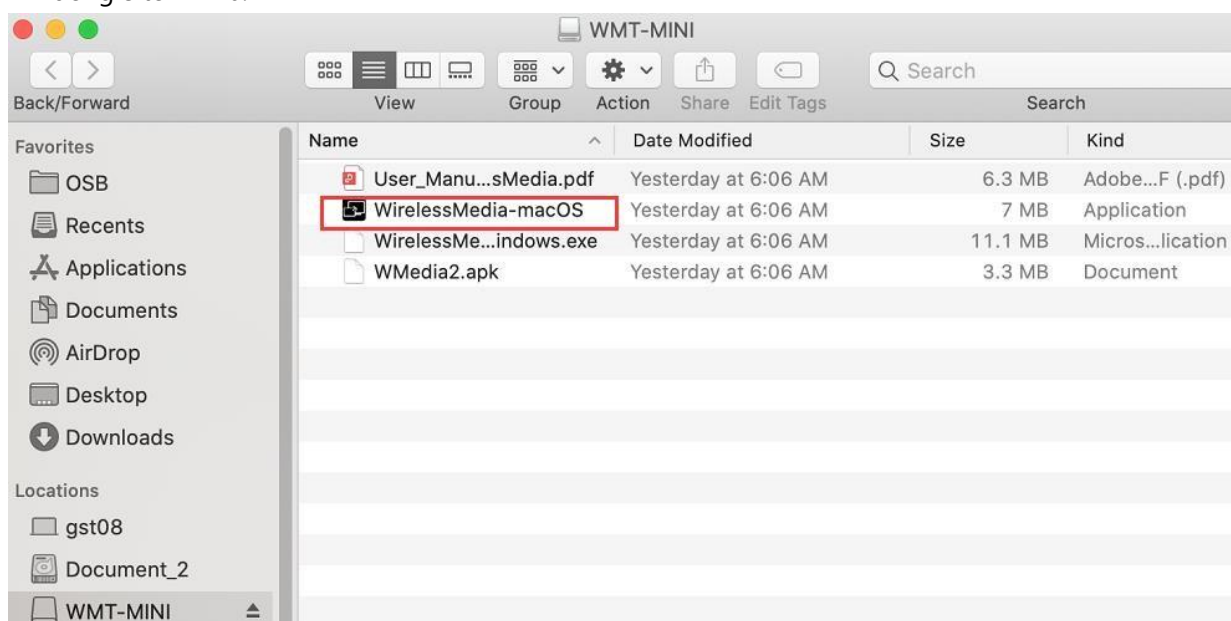 WMT-MINI
Back/Forward View Group Action Share Edit Tags Search
Search
Favorites
OSB
Recents
Applications
Documents
AirDrop
Desktop
Downloads
Locations
gst08
Document_2
WMT-MINI
Name Date Modified Size Kind
User_Manu...sMedia.pdf Yesterday at 6:06 AM 6.3 MB Adobe...F (.pdf)
WirelessMedia-macOS Yesterday at 6:06 AM 7 MB Application
WirelessMe...indows.exe Yesterday at 6:06 AM 11.1 MB Micros...lication
WMedia2.apk Yesterday at 6:06 AM 3.3 MB Document